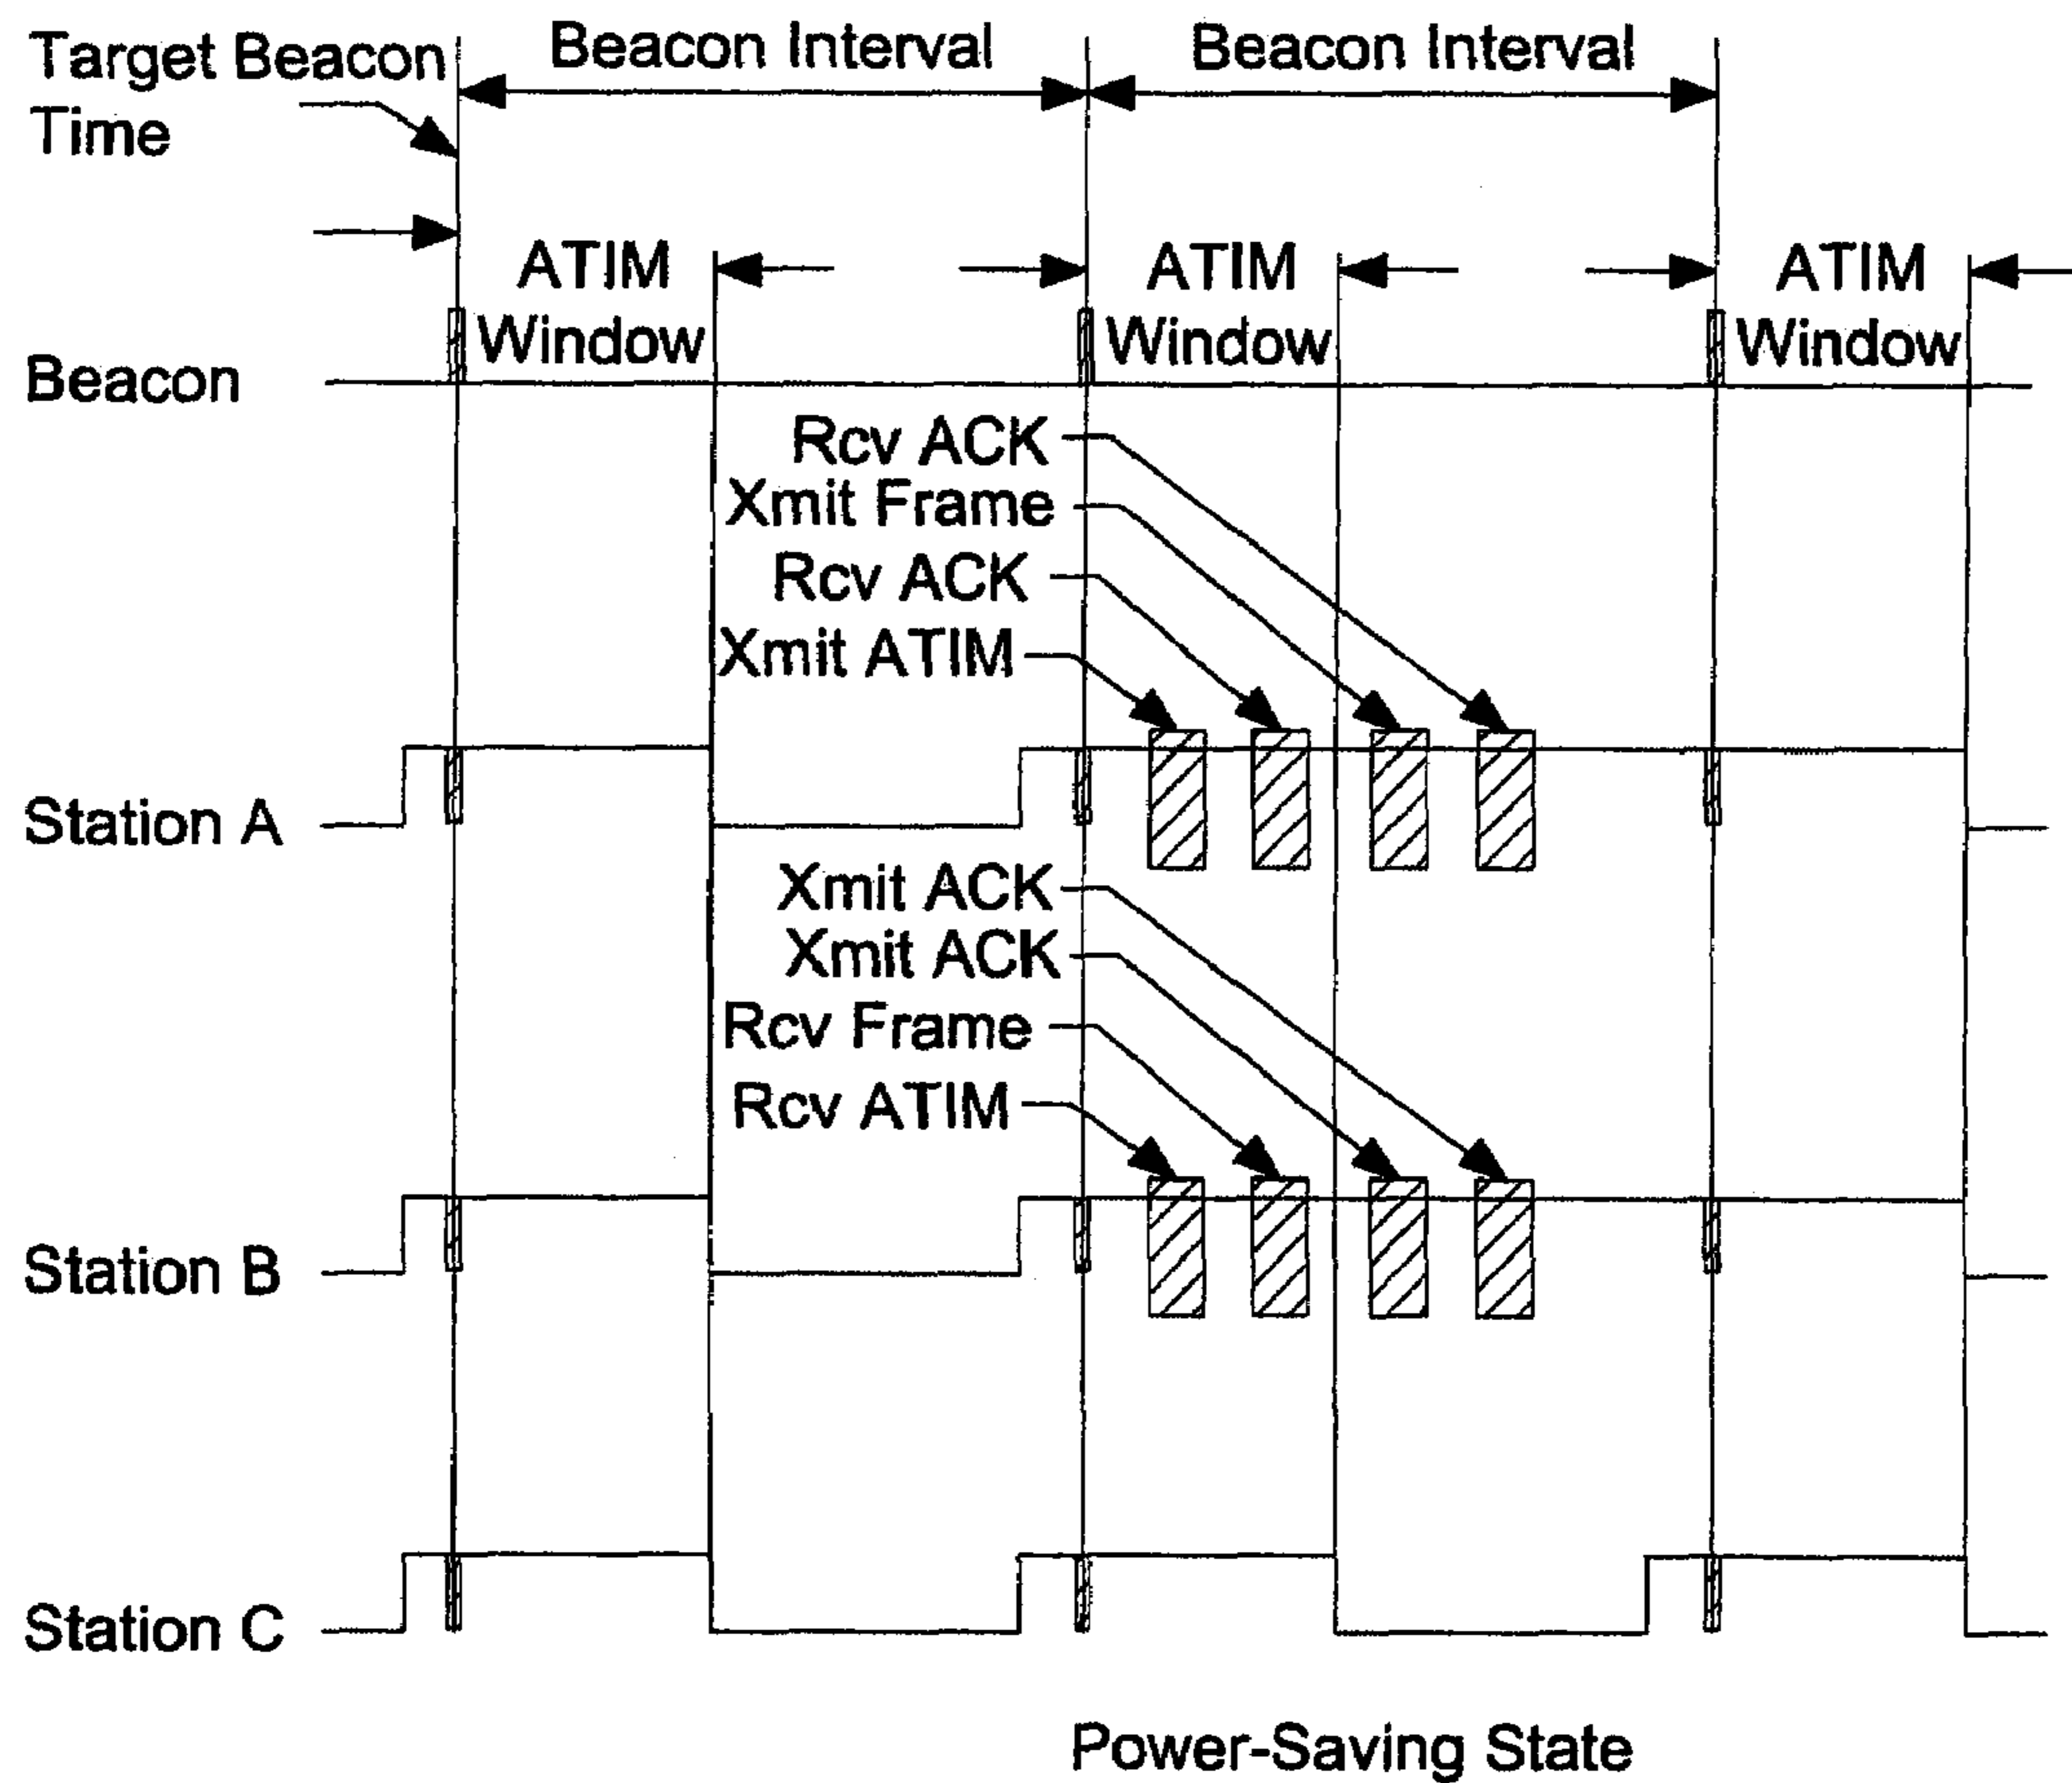 Target Beacon
Time
Beacon Interval
Beacon Interval
ATIM
Window
ATIM
Window
ATIM
Window
Beacon
Rcv ACK
Xmit Frame
Rcv ACK
Xmit ATIM
Station A
Xmit ACK
Xmit ACK
Rcv Frame
Rcv ATIM
Station B
Station C
Power-Saving State